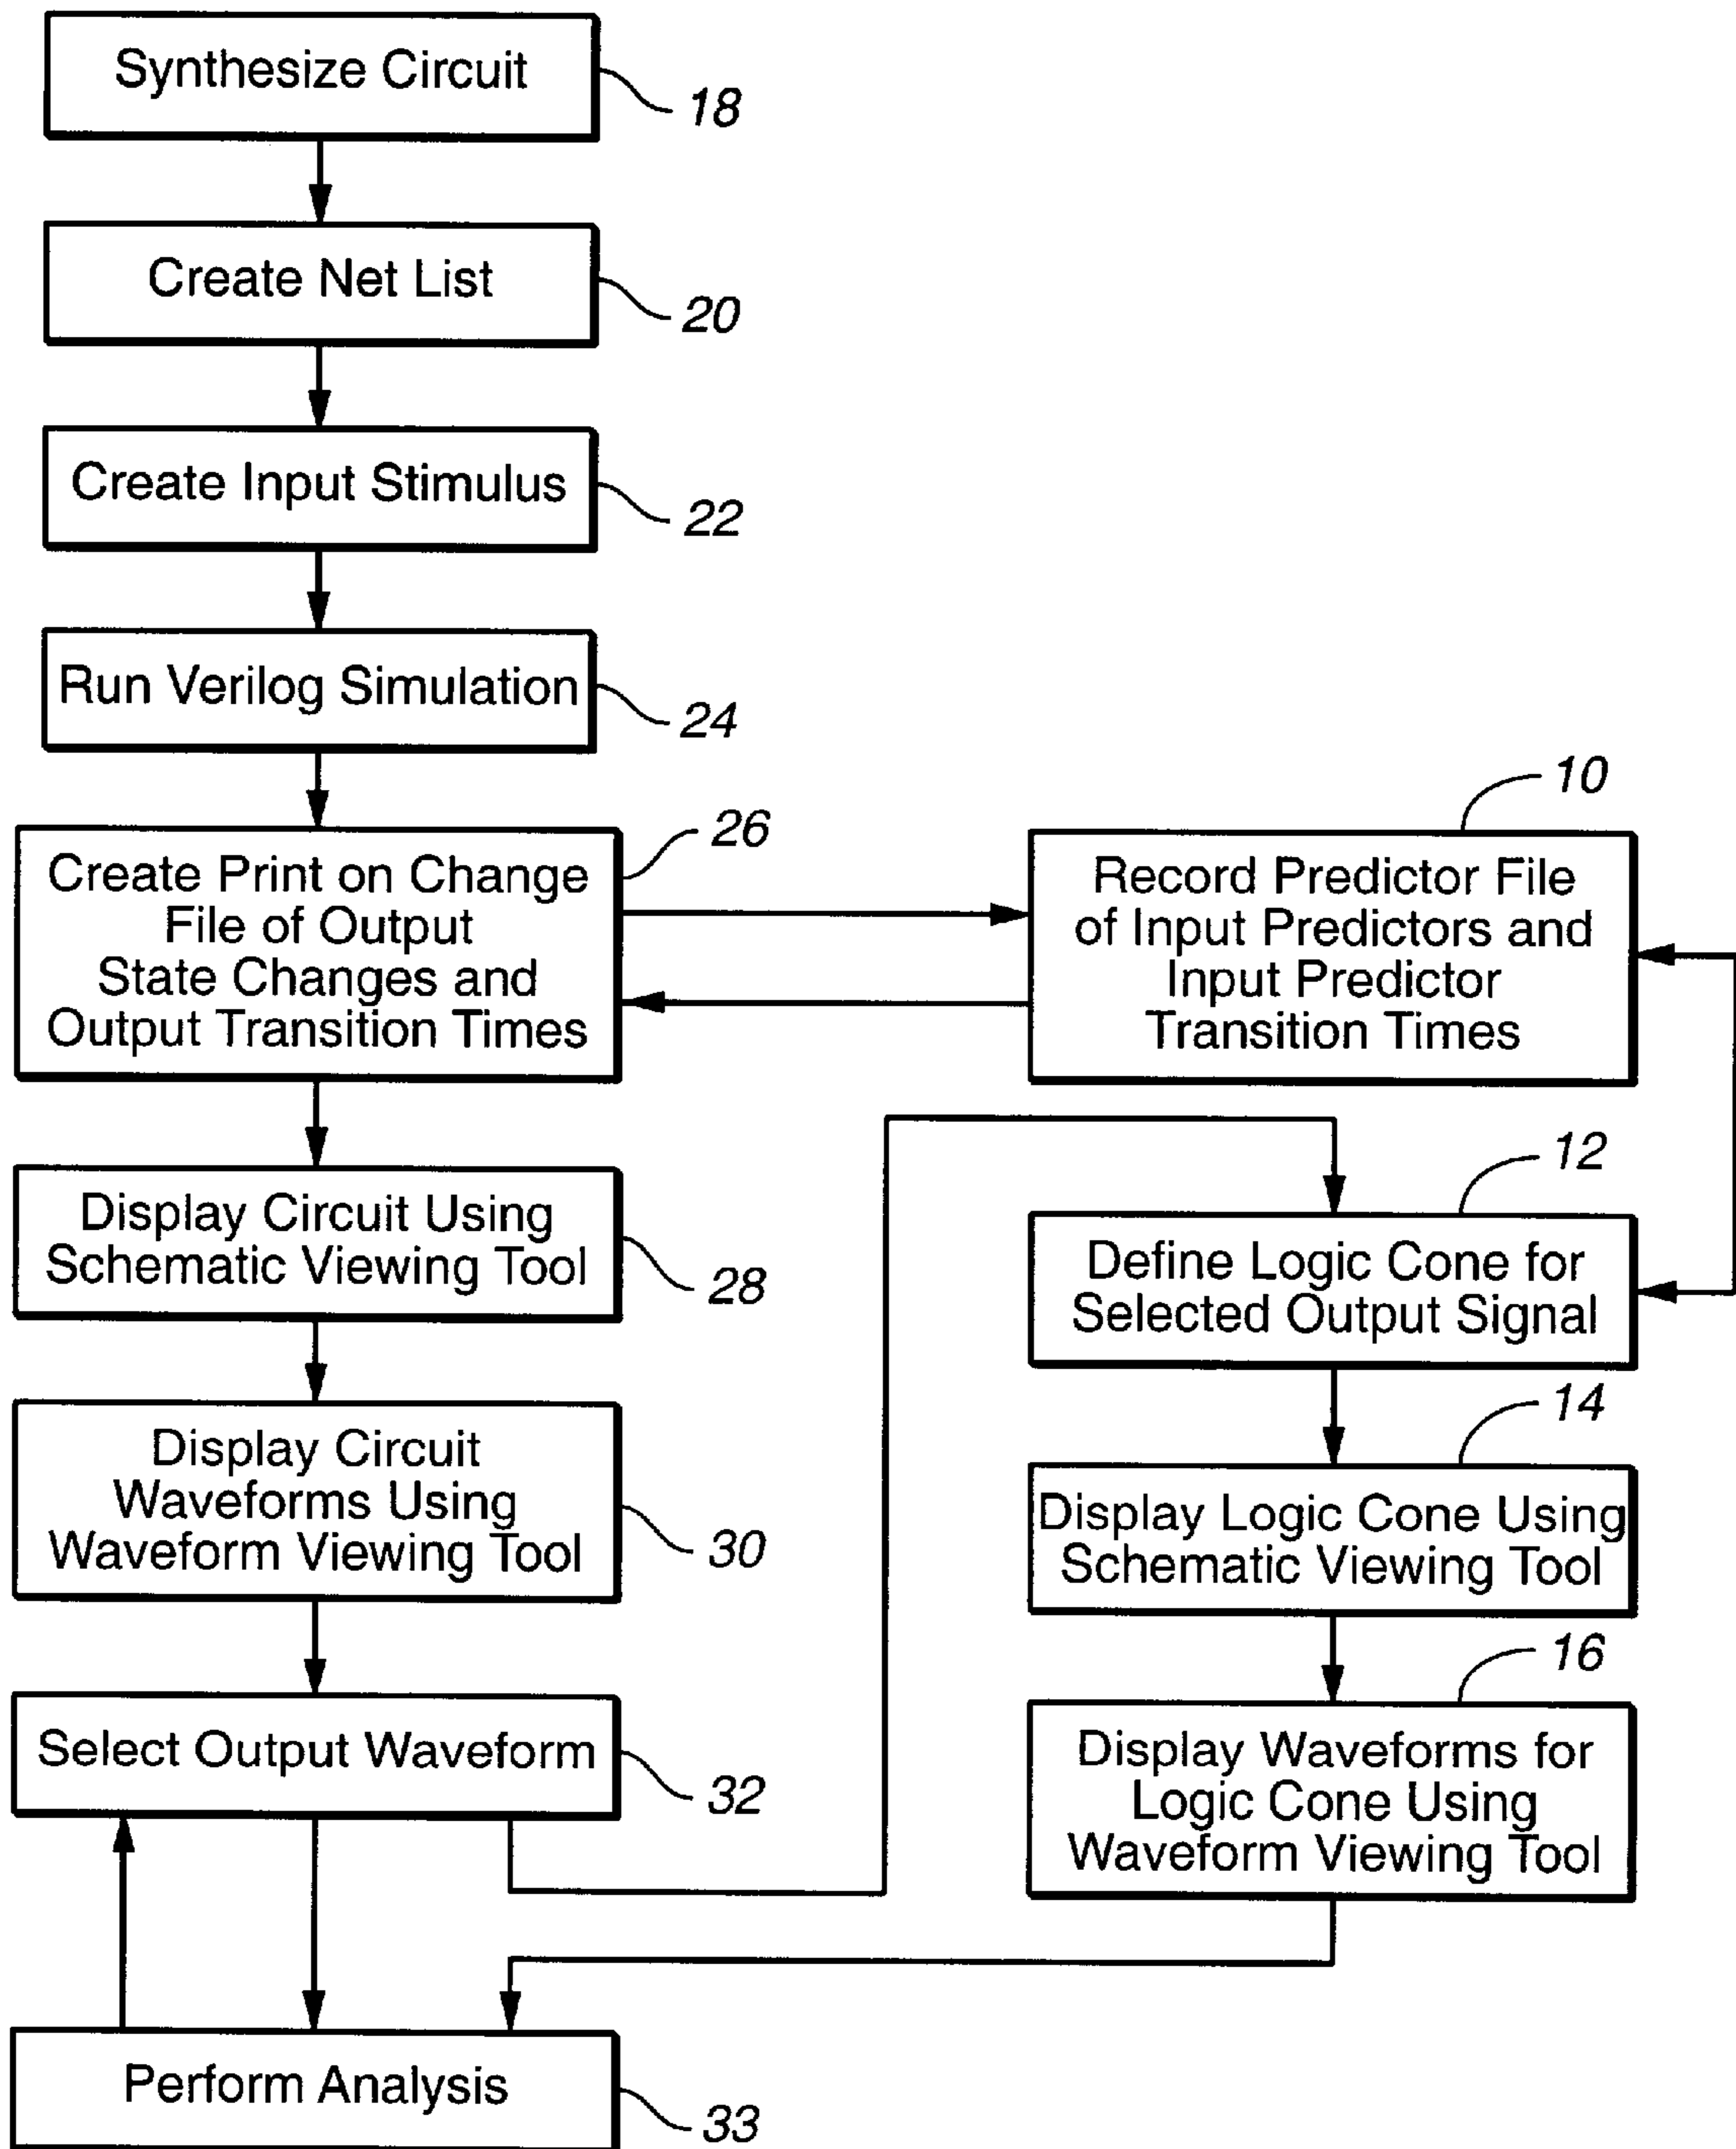 Synthesize Circuit
18
Create Net List
20
Create Input Stimulus
22
Run Verilog Simulation
24
Create Print on Change
File of Output
State Changes and
Output Transition Times
26
Record Predictor File
of Input Predictors and
Input Predictor
Transition Times
10
Display Circuit Using
Schematic Viewing Tool
28
Display Circuit
Waveforms Using
Waveform Viewing Tool
30
Select Output Waveform
32
Define Logic Cone for
Selected Output Signal
12
Display Logic Cone Using
Schematic Viewing Tool
14
Display Waveforms for
Logic Cone Using
Waveform Viewing Tool
16
Perform Analysis
33